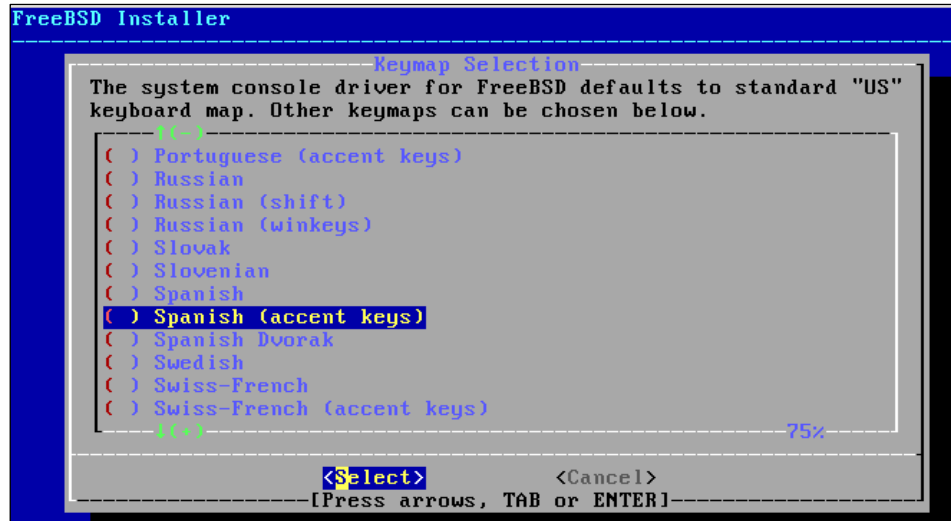 FreeBSD Installer
Keymap Selection
The system console driver for FreeBSD defaults to standard "US"
keyboard map. Other keymaps can be chosen below.
↑(-)
( ) Portuguese (accent keys)
( ) Russian
( ) Russian (shift)
( ) Russian (winkeys)
( ) Slovak
( ) Slovenian
( ) Spanish
( ) Spanish (accent keys)
( ) Spanish Dvorak
( ) Swedish
( ) Swiss-French
( ) Swiss-French (accent keys)
↓(+) 75%
<Select> <Cancel>
[Press arrows, TAB or ENTER]